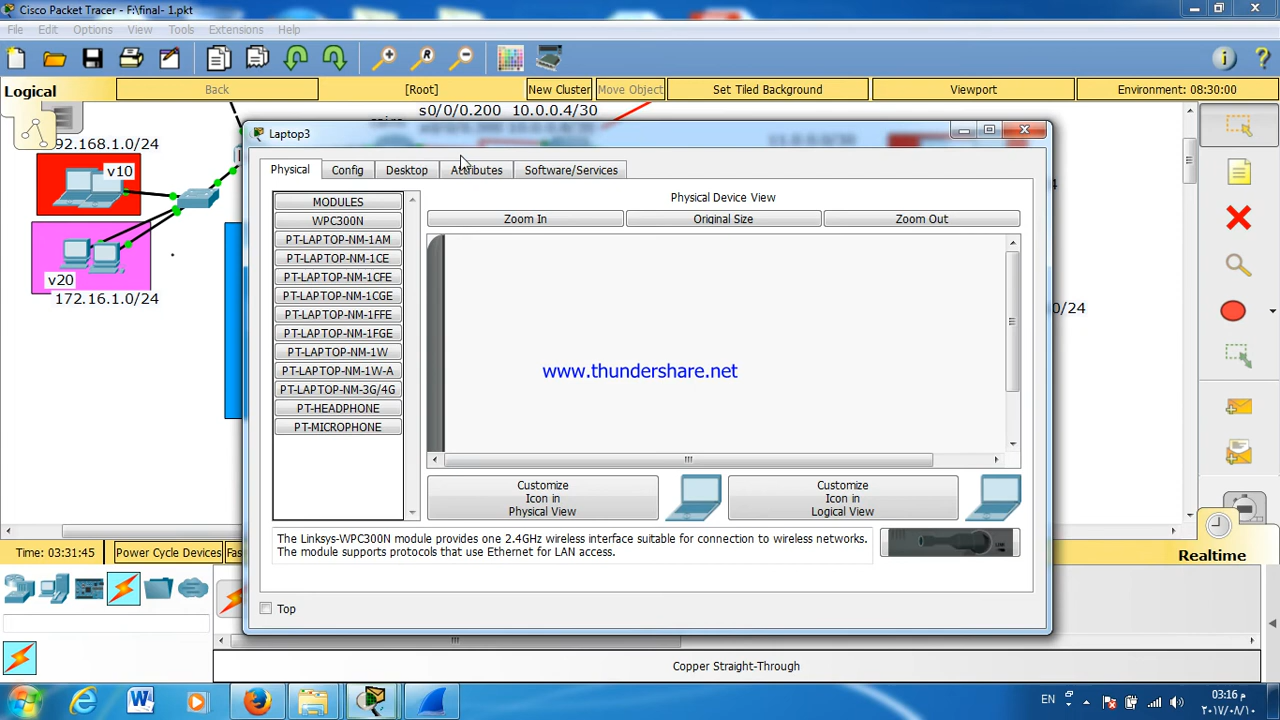 Cisco Packet Tracer - F:\final- 1.pkt
File Edit Options View Tools Extensions Help
Logical
Back
[Root]
New Cluster
Move Object
Set Tiled Background
Viewport
Environment: 08:30:00
s0/0/0.200 10.0.0.4/30
92.168.1.0/24
v10
v20
172.16.1.0/24
0/24
Laptop3
Physical
Config
Desktop
Attributes
Software/Services
MODULES
WPC300N
PT-LAPTOP-NM-1AM
PT-LAPTOP-NM-1CE
PT-LAPTOP-NM-1CFE
PT-LAPTOP-NM-1CGE
PT-LAPTOP-NM-1FFE
PT-LAPTOP-NM-1FGE
PT-LAPTOP-NM-1W
PT-LAPTOP-NM-1W-A
PT-LAPTOP-NM-3G/4G
PT-HEADPHONE
PT-MICROPHONE
Physical Device View
Zoom In
Original Size
Zoom Out
www.thundershare.net
Customize
Icon in
Physical View
Customize
Icon in
Logical View
The Linksys-WPC300N module provides one 2.4GHz wireless interface suitable for connection to wireless networks.
The module supports protocols that use Ethernet for LAN access.
Top
Time: 03:31:45
Power Cycle Devices
Realtime
Copper Straight-Through
EN
03:16 م
٢٠١٧/٠٨/١٠